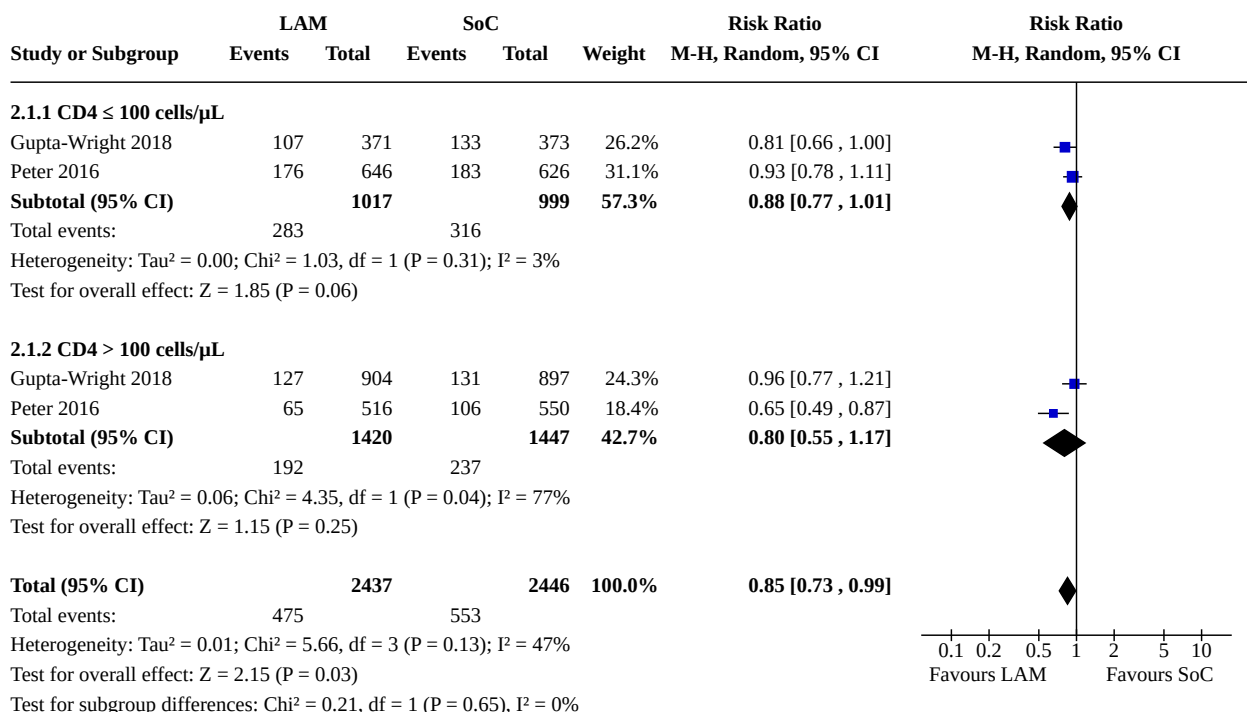 LAM SoC Risk Ratio Risk Ratio
Study or Subgroup Events Total Events Total Weight M-H, Random, 95% CI M-H, Random, 95% CI
2.1.1 CD4 ≤ 100 cells/µL
Gupta-Wright 2018 107 371 133 373 26.2% 0.81 [0.66 , 1.00]
Peter 2016 176 646 183 626 31.1% 0.93 [0.78 , 1.11]
Subtotal (95% CI) 1017 999 57.3% 0.88 [0.77 , 1.01]
Total events: 283 316
Heterogeneity: Tau² = 0.00; Chi² = 1.03, df = 1 (P = 0.31); I² = 3%
Test for overall effect: Z = 1.85 (P = 0.06)
2.1.2 CD4 > 100 cells/µL
Gupta-Wright 2018 127 904 131 897 24.3% 0.96 [0.77 , 1.21]
Peter 2016 65 516 106 550 18.4% 0.65 [0.49 , 0.87]
Subtotal (95% CI) 1420 1447 42.7% 0.80 [0.55 , 1.17]
Total events: 192 237
Heterogeneity: Tau² = 0.06; Chi² = 4.35, df = 1 (P = 0.04); I² = 77%
Test for overall effect: Z = 1.15 (P = 0.25)
Total (95% CI) 2437 2446 100.0% 0.85 [0.73 , 0.99]
Total events: 475 553
Heterogeneity: Tau² = 0.01; Chi² = 5.66, df = 3 (P = 0.13); I² = 47%
0.1 0.2 0.5 1 2 5 10
Test for overall effect: Z = 2.15 (P = 0.03) Favours LAM Favours SoC
Test for subgroup differences: Chi² = 0.21, df = 1 (P = 0.65), I² = 0%